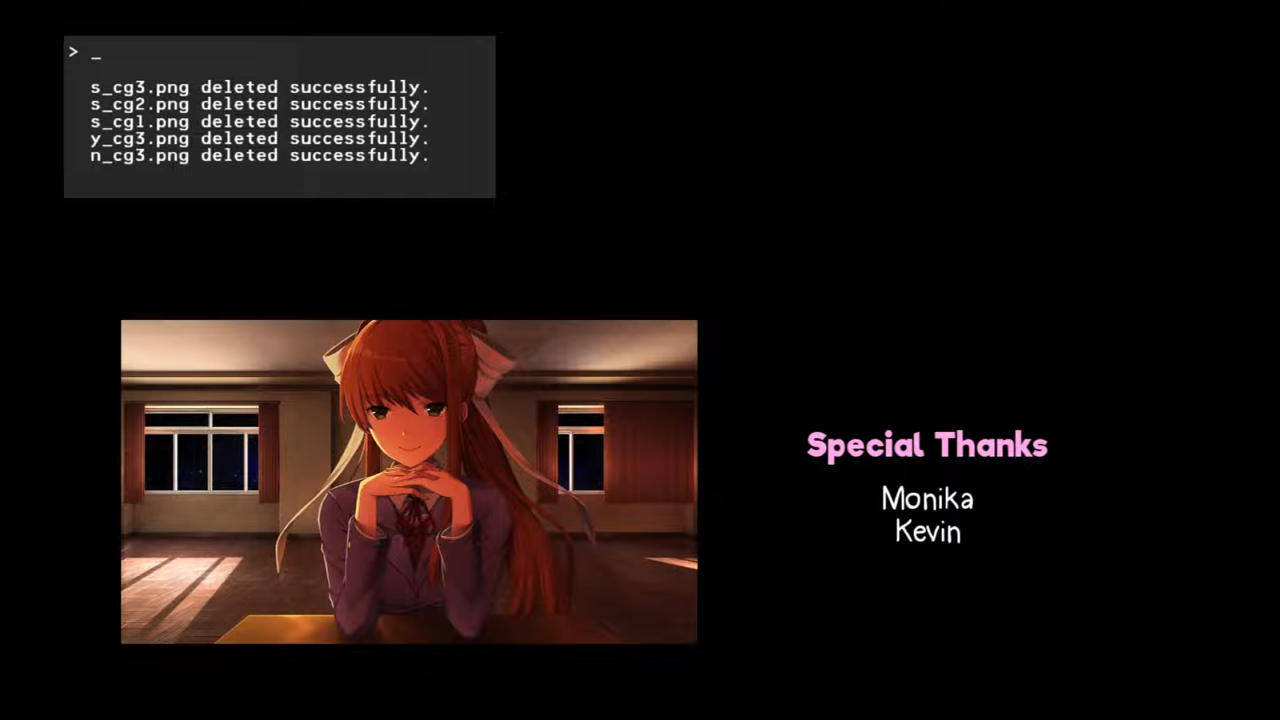 > _
s_cg3.png deleted successfully.
s_cg2.png deleted successfully.
s_cg1.png deleted successfully.
y_cg3.png deleted successfully.
n_cg3.png deleted successfully.
Special Thanks
Monika
Kevin